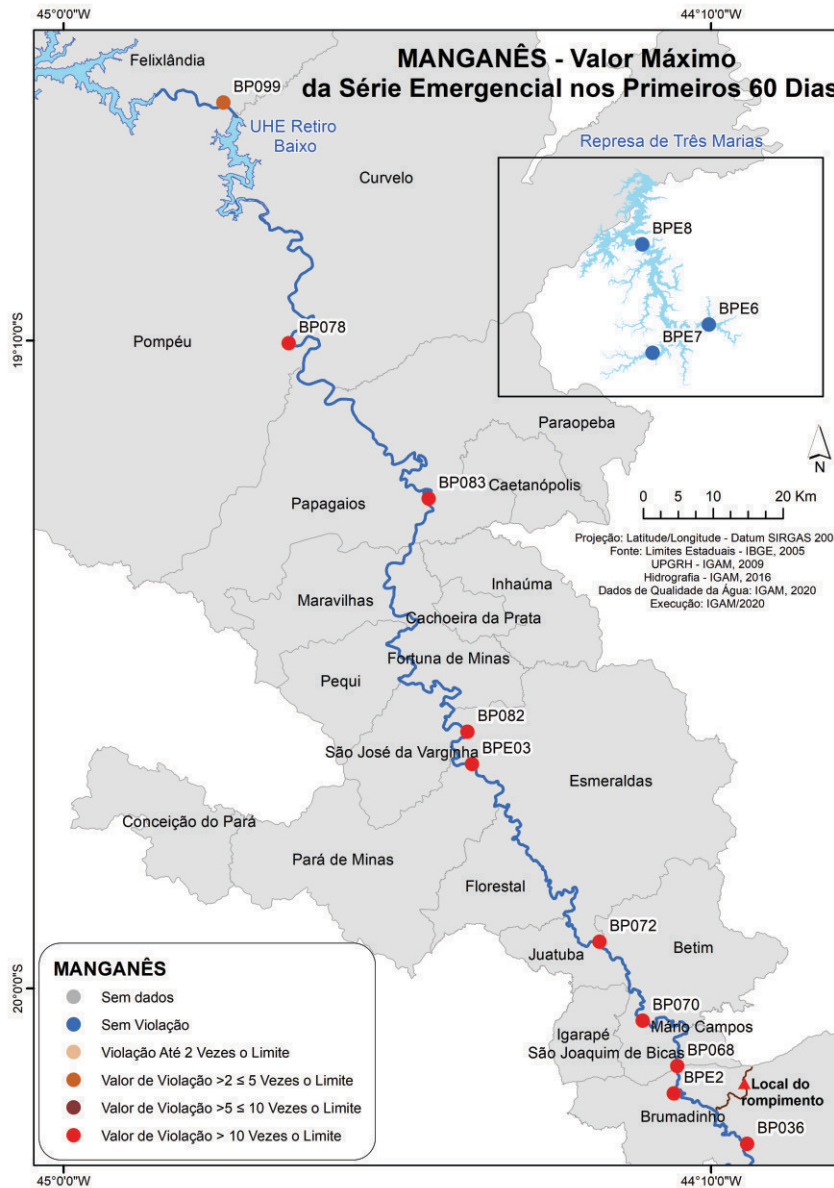 45°0'0"W
44°10'0"W
MANGANÊS - Valor Máximo
da Série Emergencial nos Primeiros 60 Dias
Felixlândia
BP099
UHE Retiro
Baixo
Represa de Três Marias
Curvelo
BPE8
BPE6
BPE7
19°10'0"S
Pompéu
BP078
Paraopeba
N
BP083
Caetanópolis
Papagaios
0 5 10 20 Km
Projeção: Latitude/Longitude - Datum SIRGAS 200
Fonte: Limites Estaduais - IBGE, 2005
UPGRH - IGAM, 2009
Hidrografia - IGAM, 2016
Dados de Qualidade da Água: IGAM, 2020
Execução: IGAM/2020
Inhaúma
Maravilhas
Cachoeira da Prata
Fortuna de Minas
Pequi
BP082
São José da Varginha
BPE03
Esmeraldas
Conceição do Pará
Pará de Minas
Florestal
BP072
Juatuba
Betim
20°0'0"S
BP070
Mário Campos
Igarapé
São Joaquim de Bicas
BP068
BPE2
Local do
rompimento
Brumadinho
BP036
MANGANÊS
Sem dados
Sem Violação
Violação Até 2 Vezes o Limite
Valor de Violação >2 ≤ 5 Vezes o Limite
Valor de Violação >5 ≤ 10 Vezes o Limite
Valor de Violação > 10 Vezes o Limite
45°0'0"W
44°10'0"W